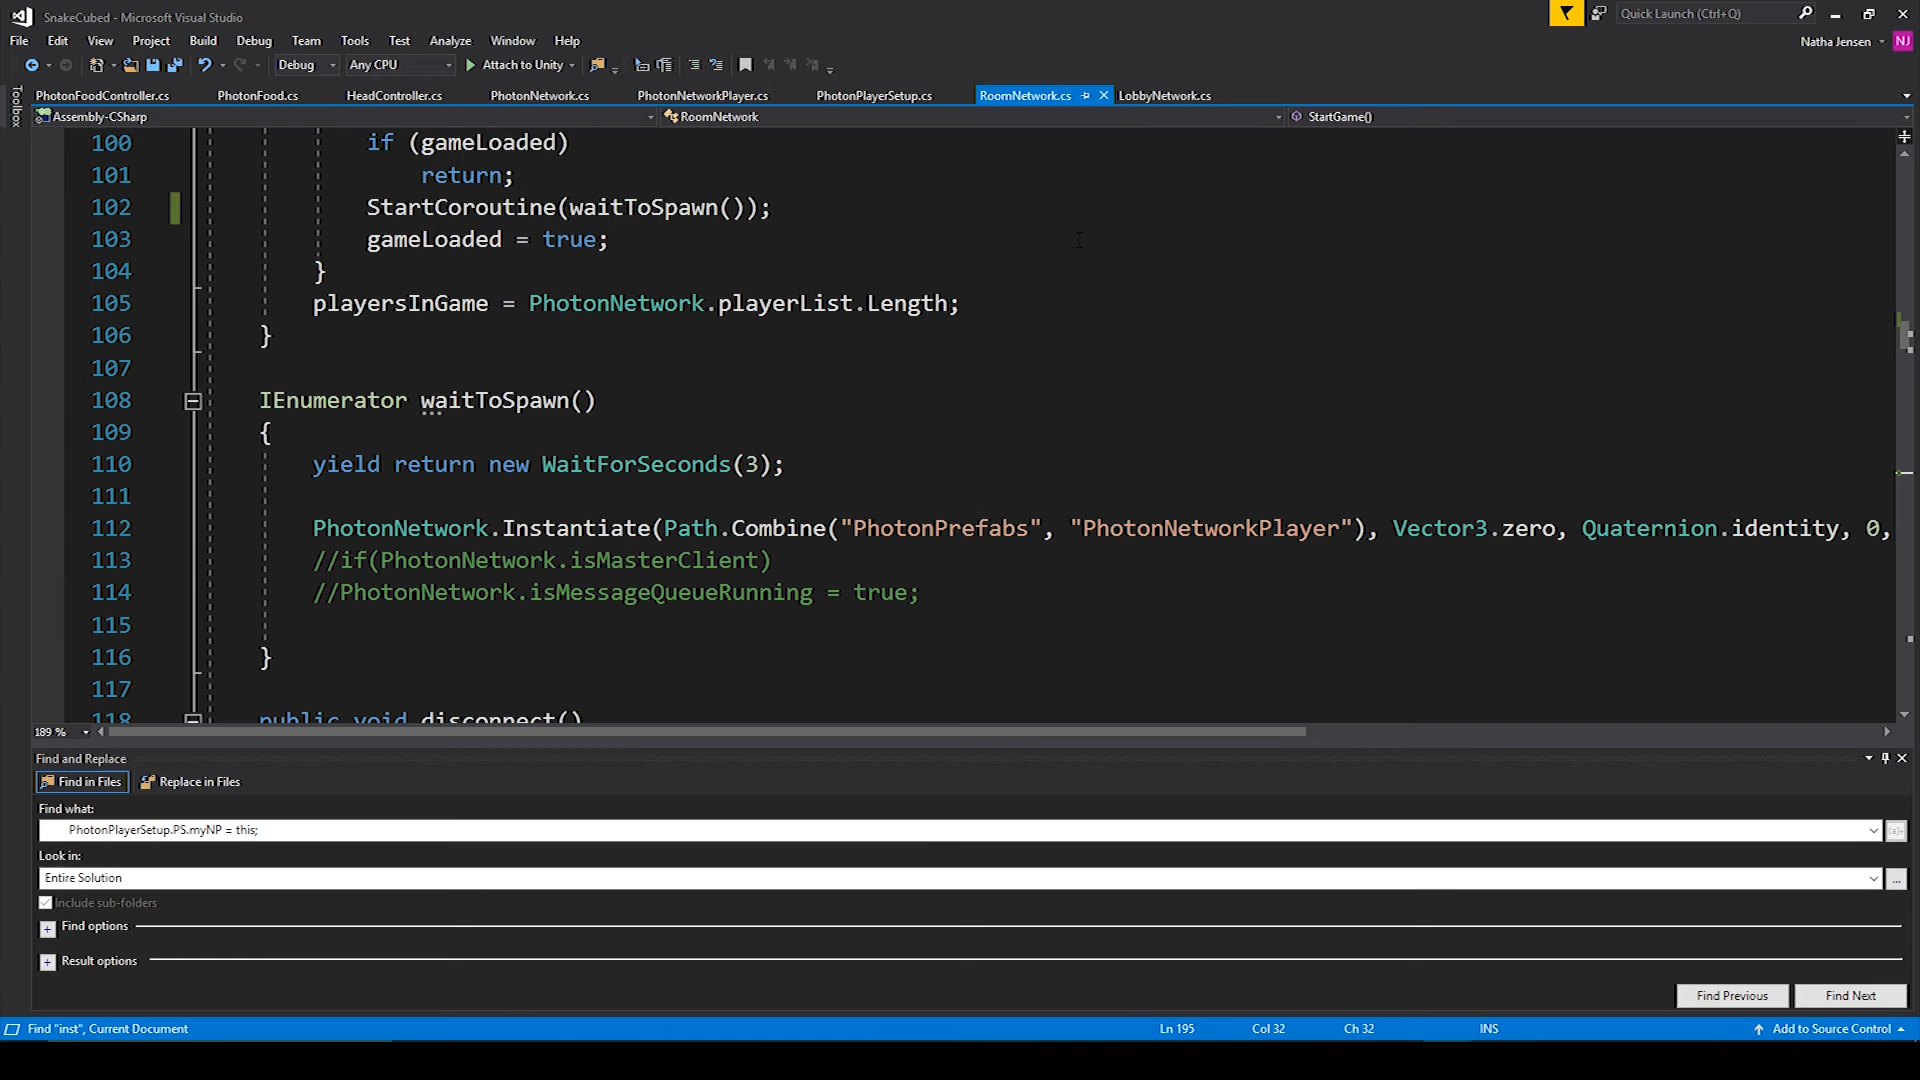 SnakeCubed - Microsoft Visual Studio
Quick Launch (Ctrl+Q)
File Edit View Project Build Debug Team Tools Test Analyze Window Help
Natha Jensen NJ
Debug Any CPU Attach to Unity
Toolbox
PhotonFoodController.cs PhotonFood.cs HeadController.cs PhotonNetwork.cs PhotonNetworkPlayer.cs PhotonPlayerSetup.cs RoomNetwork.cs LobbyNetwork.cs
Assembly-CSharp RoomNetwork StartGame()
100 if (gameLoaded)
101 return;
102 StartCoroutine(waitToSpawn());
103 gameLoaded = true;
104 }
105 playersInGame = PhotonNetwork.playerList.Length;
106 }
107
108 IEnumerator waitToSpawn()
109 {
110 yield return new WaitForSeconds(3);
111
112 PhotonNetwork.Instantiate(Path.Combine("PhotonPrefabs", "PhotonNetworkPlayer"), Vector3.zero, Quaternion.identity, 0,
113 //if(PhotonNetwork.isMasterClient)
114 //PhotonNetwork.isMessageQueueRunning = true;
115
116 }
117
118 public void disconnect()
189 %
Find and Replace
Find in Files Replace in Files
Find what:
PhotonPlayerSetup.PS.myNP = this;
Look in:
Entire Solution
...
Include sub-folders
Find options
Result options
Find Previous Find Next
Find "inst", Current Document Ln 195 Col 32 Ch 32 INS Add to Source Control